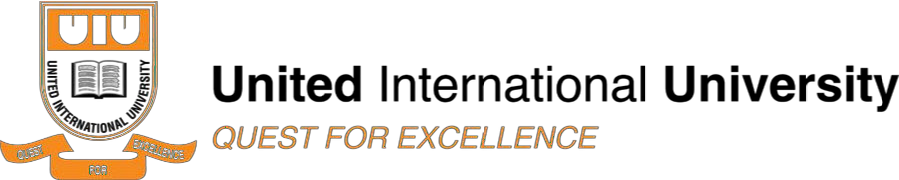 UIU
UNITED INTERNATIONAL UNIVERSITY
QUEST FOR EXCELLENCE
United International University
QUEST FOR EXCELLENCE